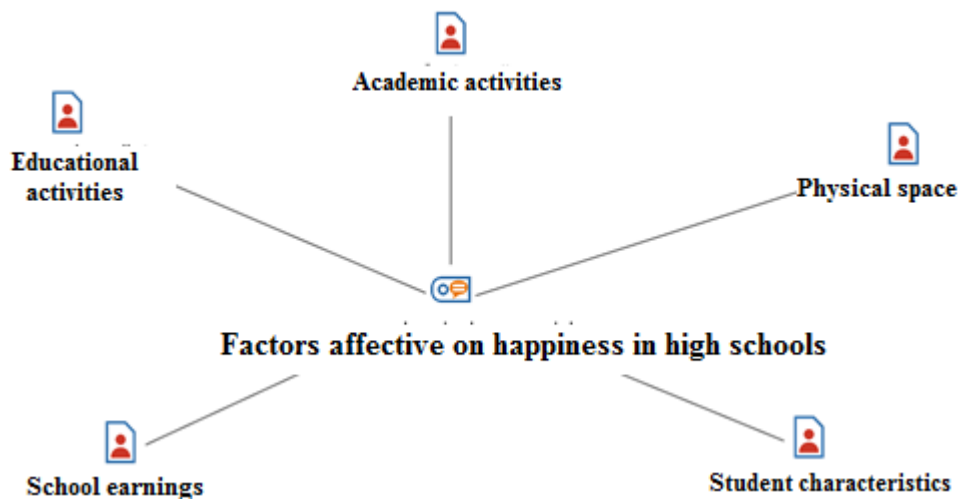 Academic activities
Educational
activities
Physical space
Factors affective on happiness in high schools
School earnings
Student characteristics